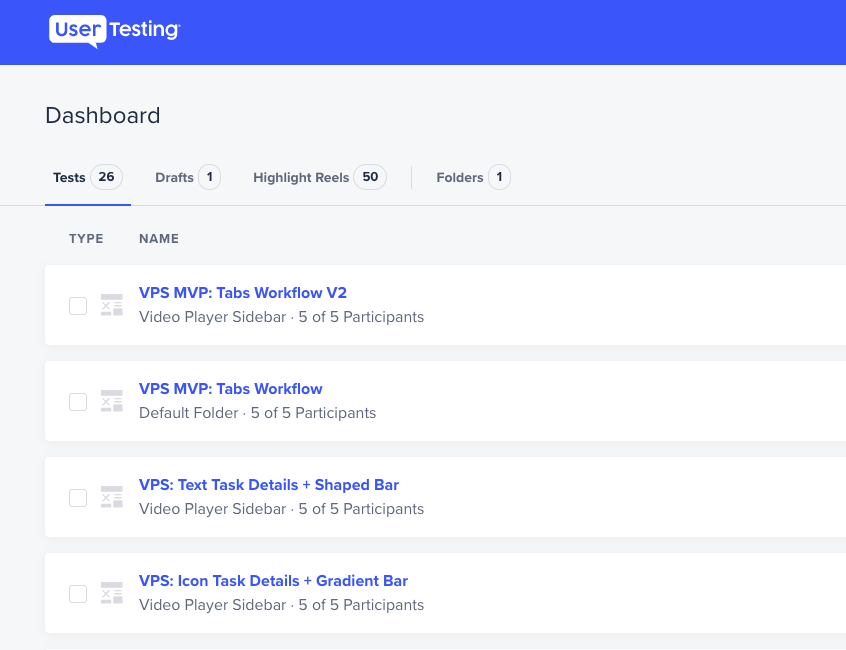 UserTesting
Dashboard
Tests 26 Drafts 1 Highlight Reels 50 Folders 1
TYPE NAME
VPS MVP: Tabs Workflow V2
Video Player Sidebar · 5 of 5 Participants
VPS MVP: Tabs Workflow
Default Folder · 5 of 5 Participants
VPS: Text Task Details + Shaped Bar
Video Player Sidebar · 5 of 5 Participants
VPS: Icon Task Details + Gradient Bar
Video Player Sidebar · 5 of 5 Participants